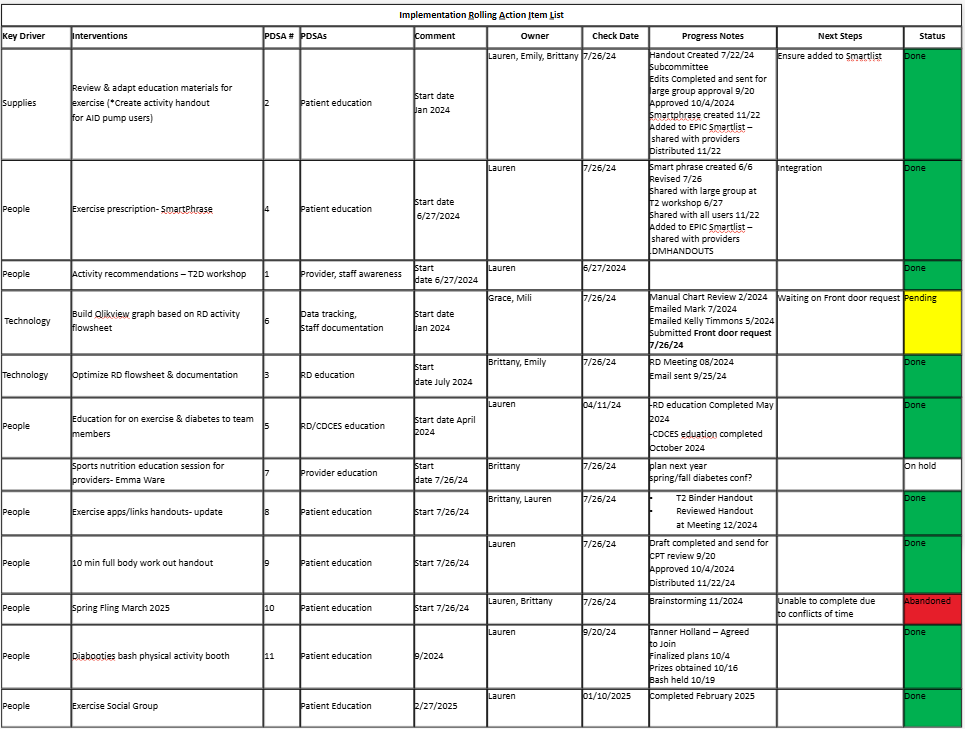 Implementation Rolling Action Item List
Key Driver Interventions PDSA # PDSAs Comment Owner Check Date Progress Notes Next Steps Status
Supplies
Review & adapt education materials for
exercise (*Create activity handout
for AID pump users)
2
Patient education
Start date
Jan 2024
Lauren, Emily, Brittany
7/26/24
Handout Created 7/22/24
Subcommittee
Edits Completed and sent for
large group approval 9/20
Approved 10/4/2024
Smartphrase created 11/22
Added to EPIC Smartlist –
shared with providers
Distributed 11/22
Ensure added to Smartlist
Done
People
Exercise prescription- SmartPhrase
4
Patient education
Start date
6/27/2024
Lauren
7/26/24
Smart phrase created 6/6
Revised 7/26
Shared with large group at
T2 workshop 6/27
Shared with all users 11/22
Added to EPIC Smartlist –
shared with providers
.DMHANDOUTS
Integration
Done
People
Activity recommendations – T2D workshop
1
Provider, staff awareness
Start
date 6/27/2024
Lauren
6/27/2024
Done
Technology
Build Qlikview graph based on RD activity
flowsheet
6
Data tracking,
Staff documentation
Start date
Jan 2024
Grace, Mili
7/26/24
Manual Chart Review 2/2024
Emailed Mark 7/2024
Emailed Kelly Timmons 5/2024
Submitted Front door request
7/26/24
Waiting on Front door request
Pending
Technology
Optimize RD flowsheet & documentation
3
RD education
Start
date July 2024
Brittany, Emily
7/26/24
RD Meeting 08/2024
Email sent 9/25/24
Done
People
Education for on exercise & diabetes to team
members
5
RD/CDCES education
Start date April
2024
Lauren
04/11/24
-RD education Completed May
2024
-CDCES eduation completed
October 2024
Done
Sports nutrition education session for
providers- Emma Ware
7
Provider education
Start
date 7/26/24
Brittany
7/26/24
plan next year
spring/fall diabetes conf?
On hold
People
Exercise apps/links handouts- update
8
Patient education
Start 7/26/24
Brittany, Lauren
7/26/24
• T2 Binder Handout
• Reviewed Handout
at Meeting 12/2024
Done
People
10 min full body work out handout
9
Patient education
Start 7/26/24
Lauren
7/26/24
Draft completed and send for
CPT review 9/20
Approved 10/4/2024
Distributed 11/22/24
Done
People
Spring Fling March 2025
10
Patient education
Start 7/26/24
Lauren, Brittany
7/26/24
Brainstorming 11/2024
Unable to complete due
to conflicts of time
Abandoned
People
Diabooties bash physical activity booth
11
Patient education
9/2024
Lauren
9/20/24
Tanner Holland – Agreed
to Join
Finalized plans 10/4
Prizes obtained 10/16
Bash held 10/19
Done
People
Exercise Social Group
Patient Education
2/27/2025
Lauren
01/10/2025
Completed February 2025
Done